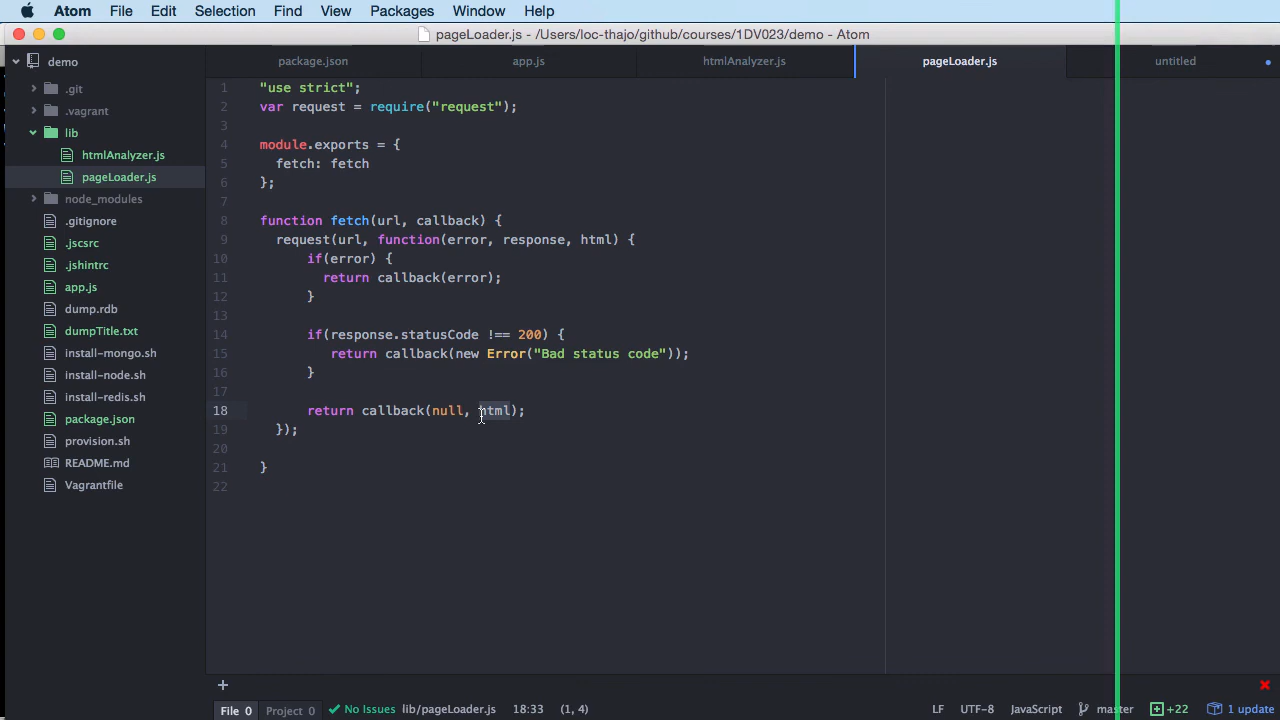 Atom File Edit Selection Find View Packages Window Help
pageLoader.js - /Users/loc-thajo/github/courses/1DV023/demo - Atom
demo
package.json
app.js
htmlAnalyzer.js
pageLoader.js
untitled
.git
.vagrant
lib
htmlAnalyzer.js
pageLoader.js
node_modules
.gitignore
.jscsrc
.jshintrc
app.js
dump.rdb
dumpTitle.txt
install-mongo.sh
install-node.sh
install-redis.sh
package.json
provision.sh
README.md
Vagrantfile
1 "use strict";
2 var request = require("request");
3
4 module.exports = {
5 fetch: fetch
6 };
7
8 function fetch(url, callback) {
9 request(url, function(error, response, html) {
10 if(error) {
11 return callback(error);
12 }
13
14 if(response.statusCode !== 200) {
15 return callback(new Error("Bad status code"));
16 }
17
18 return callback(null, html);
19 });
20
21 }
22
+
File 0 Project 0 No Issues lib/pageLoader.js 18:33 (1, 4) LF UTF-8 JavaScript master +22 1 update